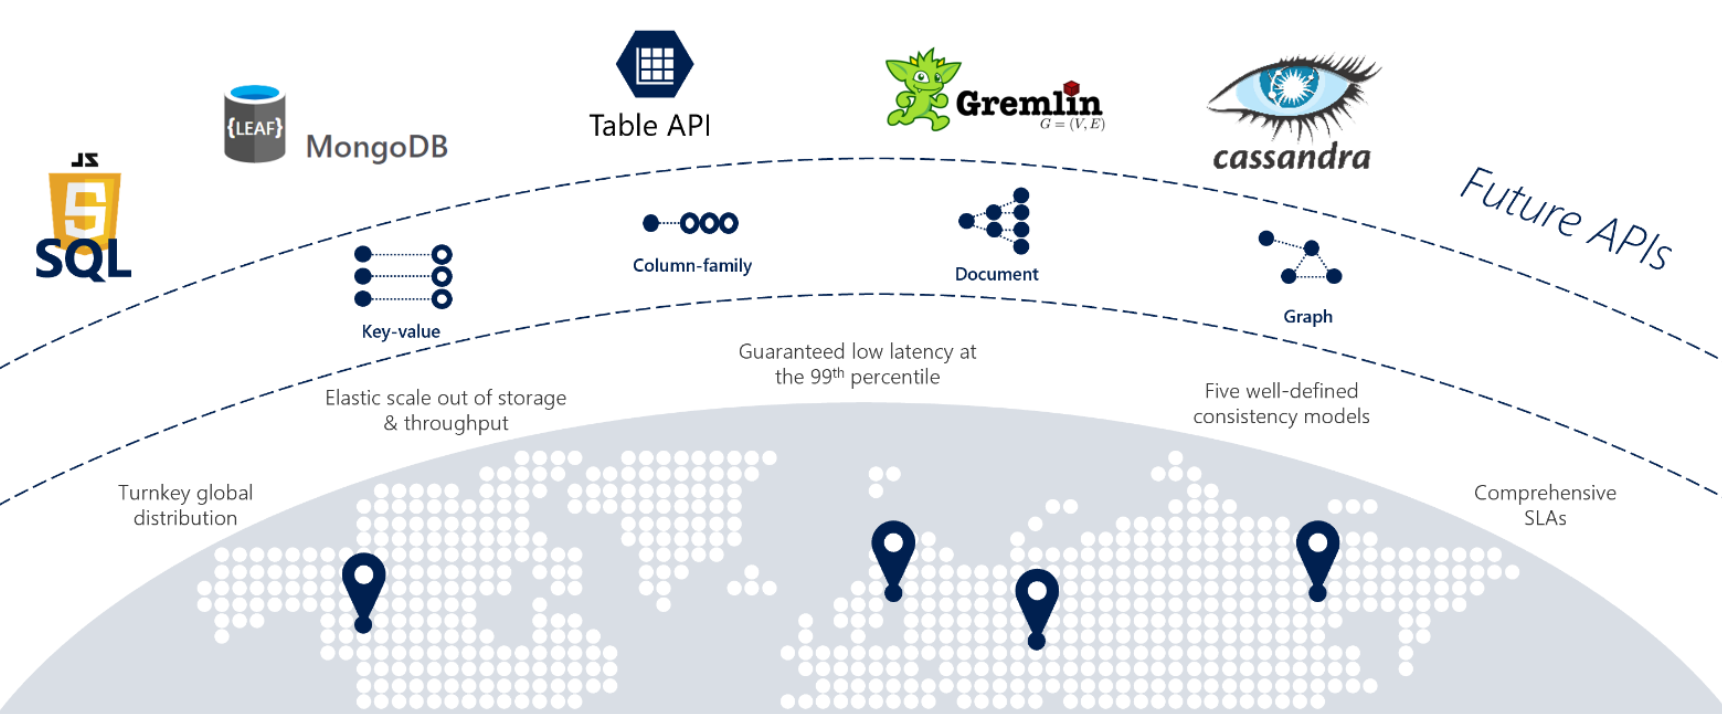 JS
SQL
{LEAF}
MongoDB
Table API
Gremlin
G = (V, E)
cassandra
Future APIs
Key-value
Column-family
Document
Graph
Turnkey global
distribution
Elastic scale out of storage
& throughput
Guaranteed low latency at
the 99th percentile
Five well-defined
consistency models
Comprehensive
SLAs